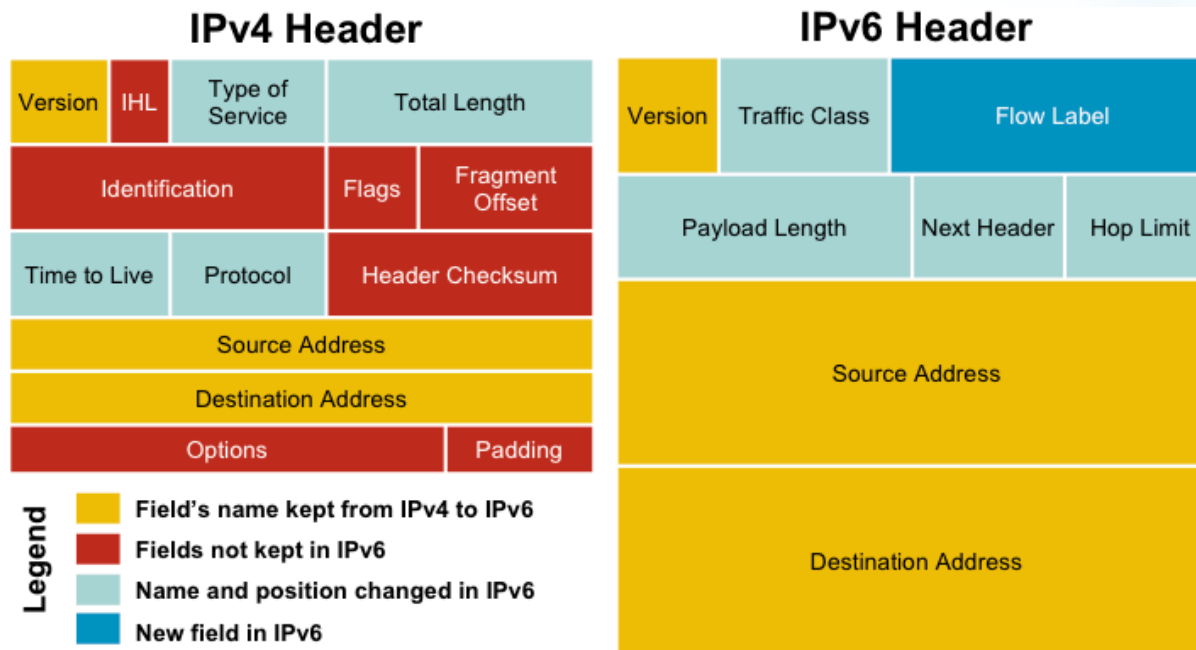 IPv4 Header
Version IHL Type of Service Total Length
Identification Flags Fragment Offset
Time to Live Protocol Header Checksum
Source Address
Destination Address
Options Padding
Legend
Field's name kept from IPv4 to IPv6
Fields not kept in IPv6
Name and position changed in IPv6
New field in IPv6
IPv6 Header
Version Traffic Class Flow Label
Payload Length Next Header Hop Limit
Source Address
Destination Address